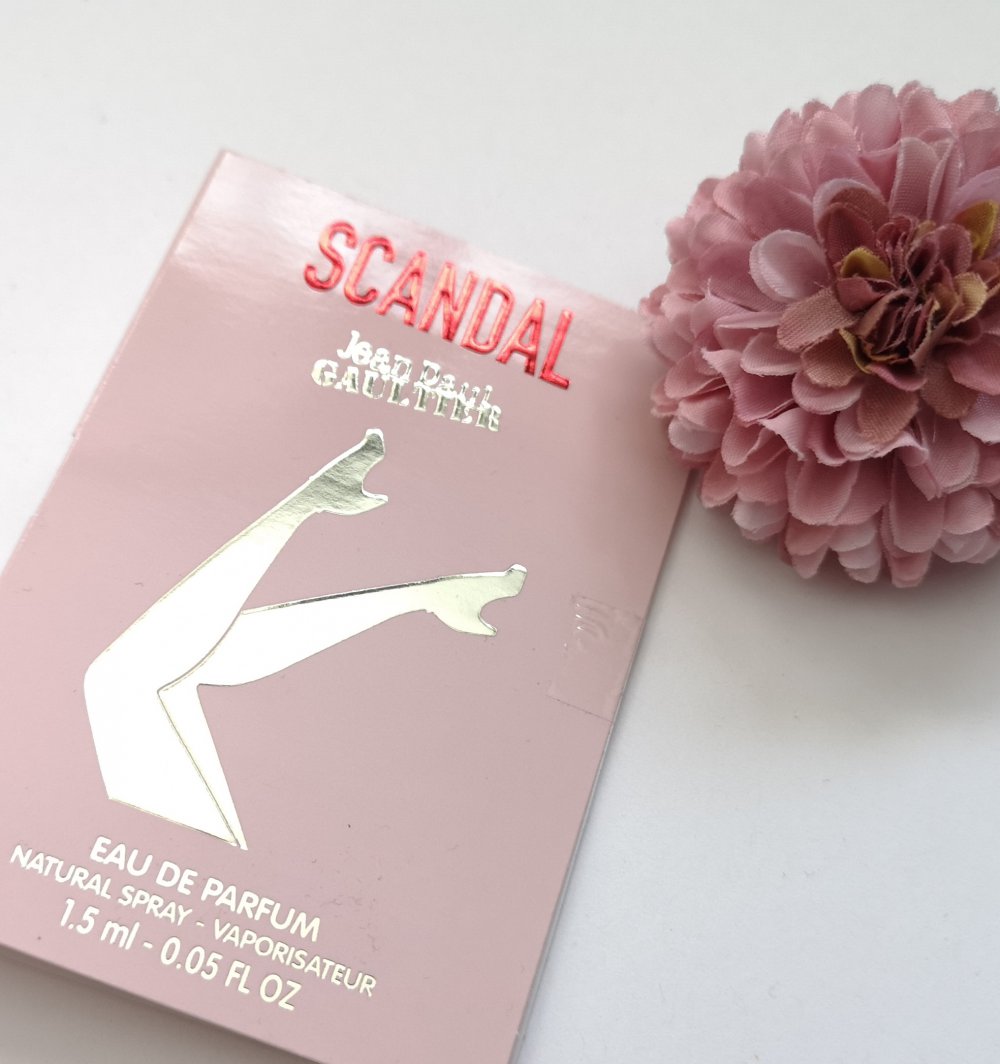 SCANDAL
Jean Paul
GAULTIER
EAU DE PARFUM
NATURAL SPRAY - VAPORISATEUR
1.5 ml - 0.05 FL OZ